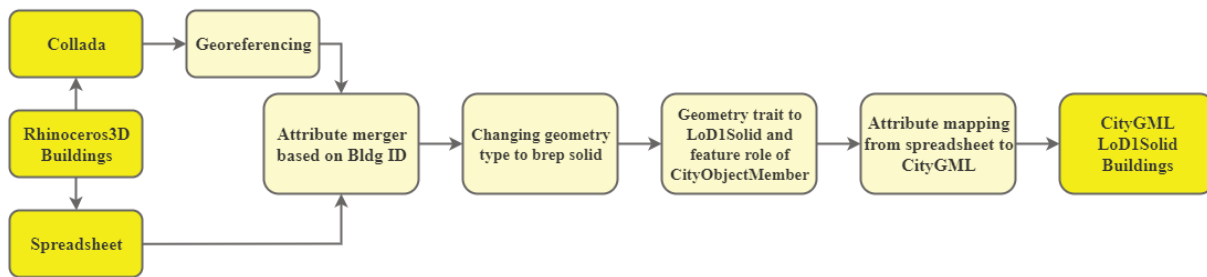 Collada
Georeferencing
Rhinoceros3D
Buildings
Spreadsheet
Attribute merger
based on Bldg ID
Changing geometry
type to brep solid
Geometry trait to
LoD1Solid and
feature role of
CityObjectMember
Attribute mapping
from spreadsheet to
CityGML
CityGML
LoD1Solid
Buildings